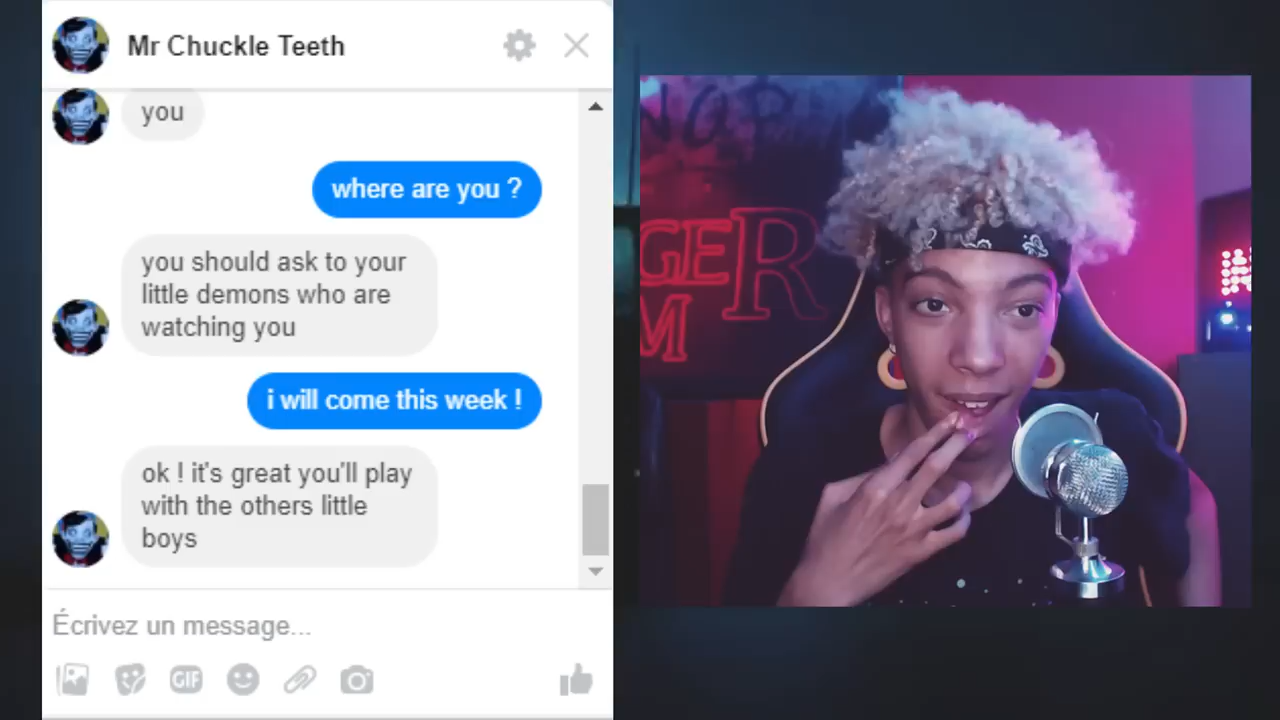 Mr Chuckle Teeth
you
where are you ?
you should ask to your
little demons who are
watching you
i will come this week !
ok ! it's great you'll play
with the others little
boys
Écrivez un message...
GIF
GER
M